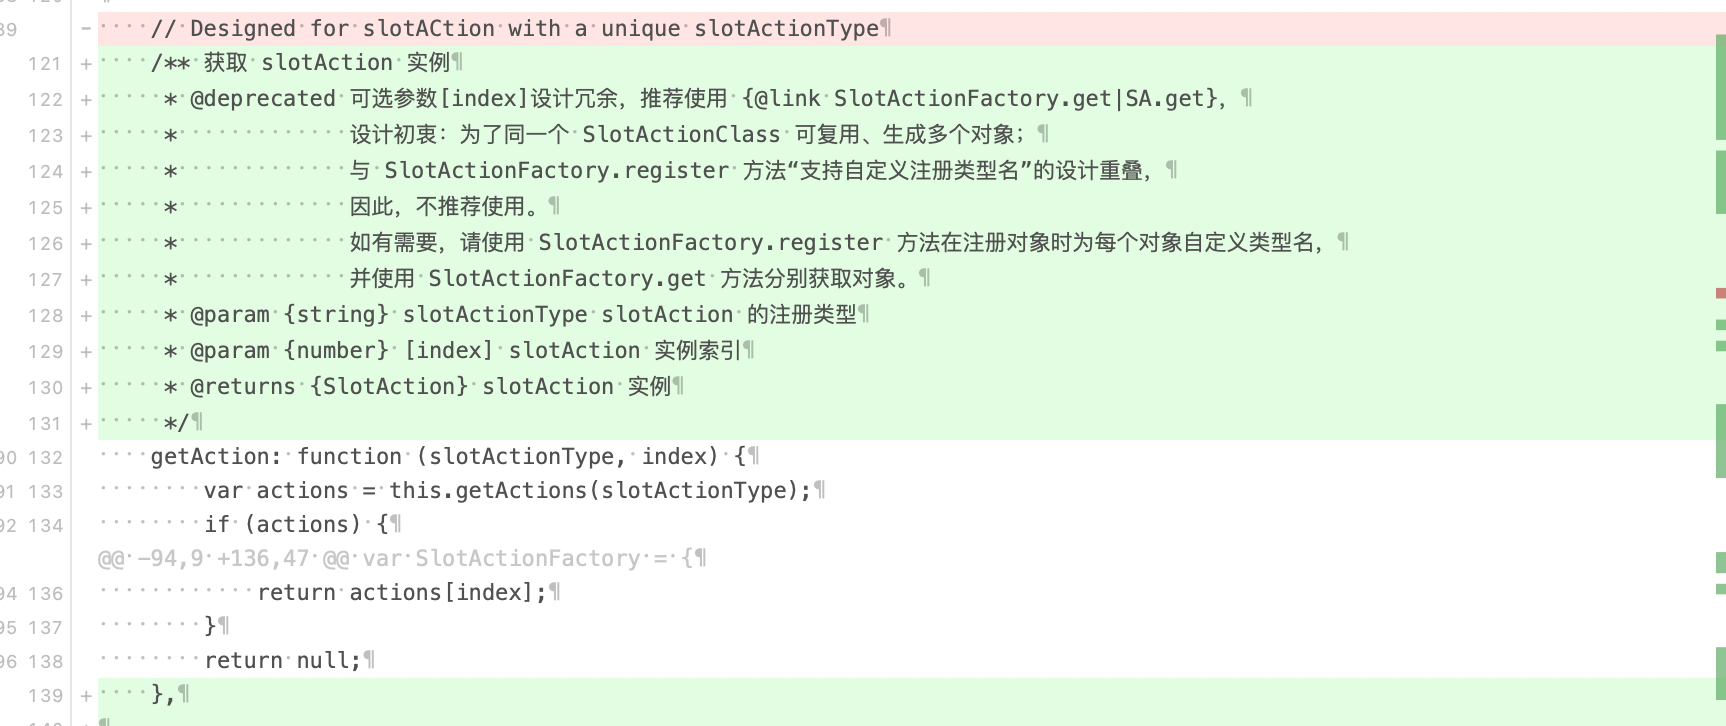 89 -    // Designed for slotACtion with a unique slotActionType¶
121 +    /** 获取 slotAction 实例¶
122 +     * @deprecated 可选参数[index]设计冗余，推荐使用 {@link SlotActionFactory.get|SA.get}，¶
123 +     *             设计初衷：为了同一个 SlotActionClass 可复用、生成多个对象；¶
124 +     *             与 SlotActionFactory.register 方法“支持自定义注册类型名”的设计重叠，¶
125 +     *             因此，不推荐使用。¶
126 +     *             如有需要，请使用 SlotActionFactory.register 方法在注册对象时为每个对象自定义类型名，¶
127 +     *             并使用 SlotActionFactory.get 方法分别获取对象。¶
128 +     * @param {string} slotActionType slotAction 的注册类型¶
129 +     * @param {number} [index] slotAction 实例索引¶
130 +     * @returns {SlotAction} slotAction 实例¶
131 +     */¶
90 132     getAction: function (slotActionType, index) {¶
91 133         var actions = this.getActions(slotActionType);¶
92 134         if (actions) {¶
@@ -94,9 +136,47 @@ var SlotActionFactory = {¶
94 136             return actions[index];¶
95 137         }¶
96 138         return null;¶
139 +    },¶